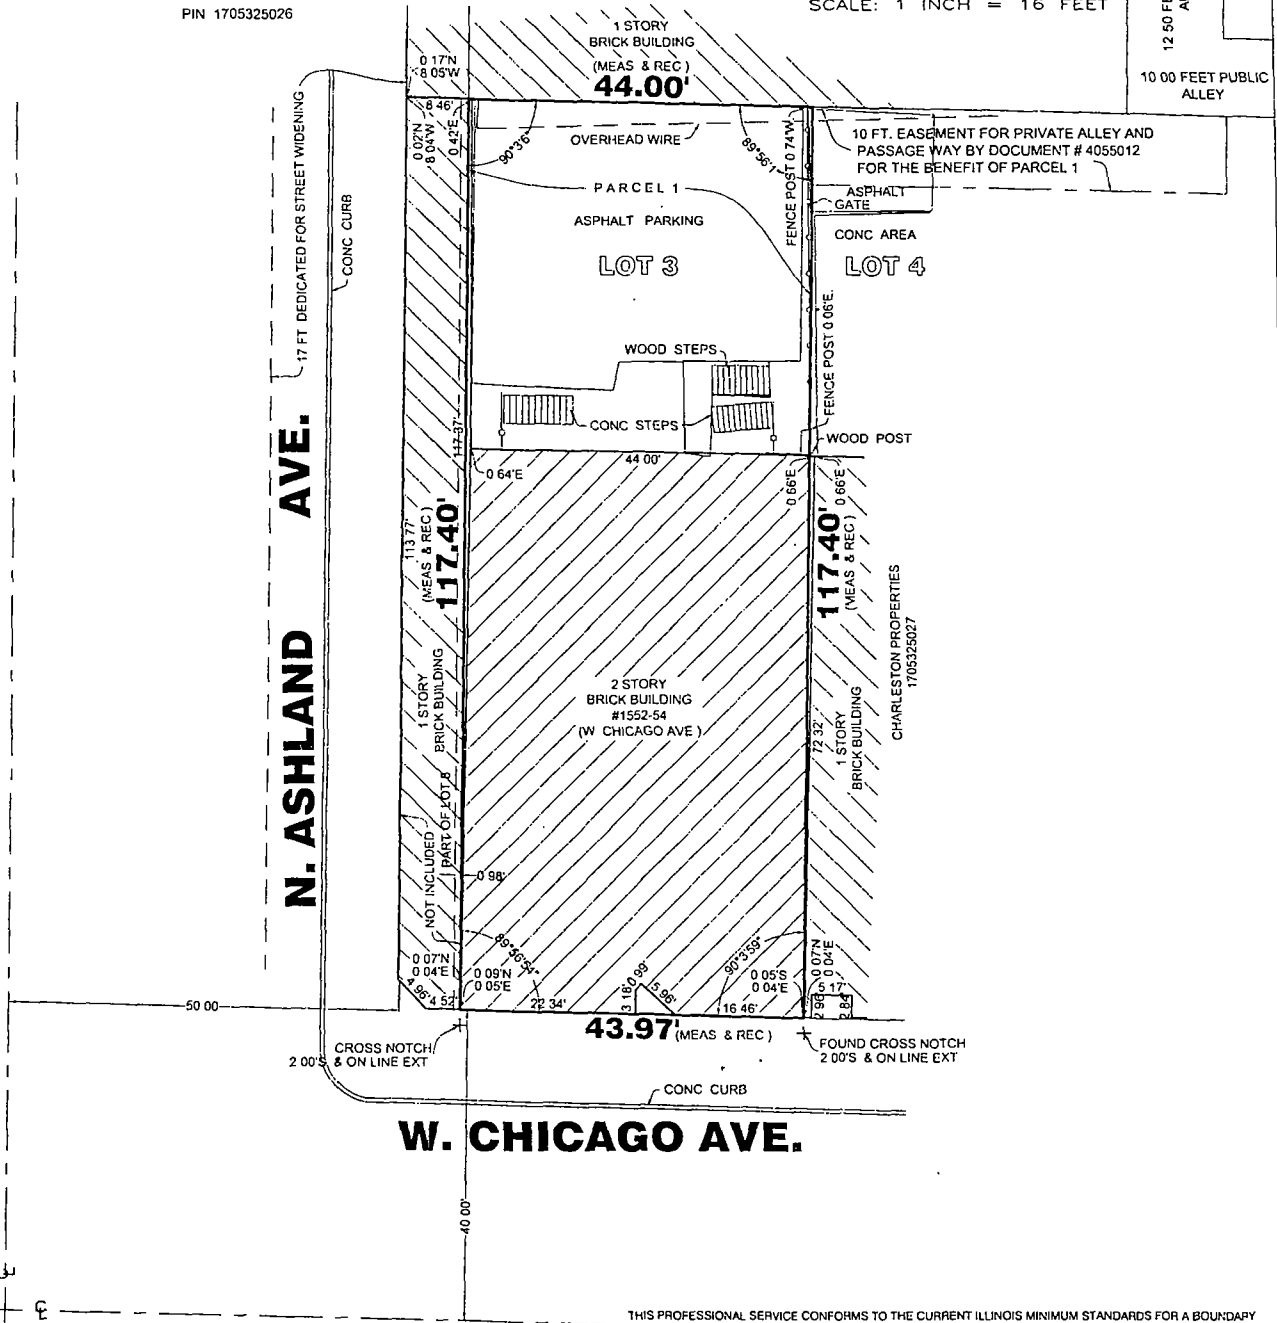 PIN 1705325026
SCALE: 1 INCH = 16 FEET
12 50 FE
10 00 FEET PUBLIC
ALLEY
1 STORY
BRICK BUILDING
(MEAS & REC )
44.00'
0 17'N
8 05'W
8 46'
0 02'N
8 04'W
0 42'E
90°3'6"
OVERHEAD WIRE
89°56'1"
FENCE POST 0 74'W
10 FT. EASEMENT FOR PRIVATE ALLEY AND
PASSAGE WAY BY DOCUMENT # 4055012
FOR THE BENEFIT OF PARCEL 1
ASPHALT
GATE
CONC AREA
PARCEL 1
ASPHALT PARKING
LOT 3
LOT 4
17 FT DEDICATED FOR STREET WIDENING
CONC CURB
WOOD STEPS
FENCE POST 0 06'E.
CONC STEPS
WOOD POST
117 37'
44 00'
0 64'E
0 66'E
0 66'E
N. ASHLAND AVE.
113 77'
(MEAS & REC )
117.40'
117.40'
(MEAS & REC )
CHARLESTON PROPERTIES
1705325027
1 STORY
BRICK BUILDING
2 STORY
BRICK BUILDING
#1552-54
(W CHICAGO AVE )
72 32'
1 STORY
BRICK BUILDING
NOT INCLUDED
PART OF LOT 8
0 98'
89°56'54"
90°3'59"
0 07'N
0 04'E
0 09'N
0 05'E
0 05'S
0 04'E
0 07'N
0 04'E
4 96'
4 52'
22 34'
3 18'
0 99'
5 96'
16 46'
5 17'
2 96'
2 84'
50 00
43.97' (MEAS & REC )
CROSS NOTCH
2 00'S & ON LINE EXT
FOUND CROSS NOTCH
2 00'S & ON LINE EXT
CONC CURB
W. CHICAGO AVE.
40 00'
THIS PROFESSIONAL SERVICE CONFORMS TO THE CURRENT ILLINOIS MINIMUM STANDARDS FOR A BOUNDARY